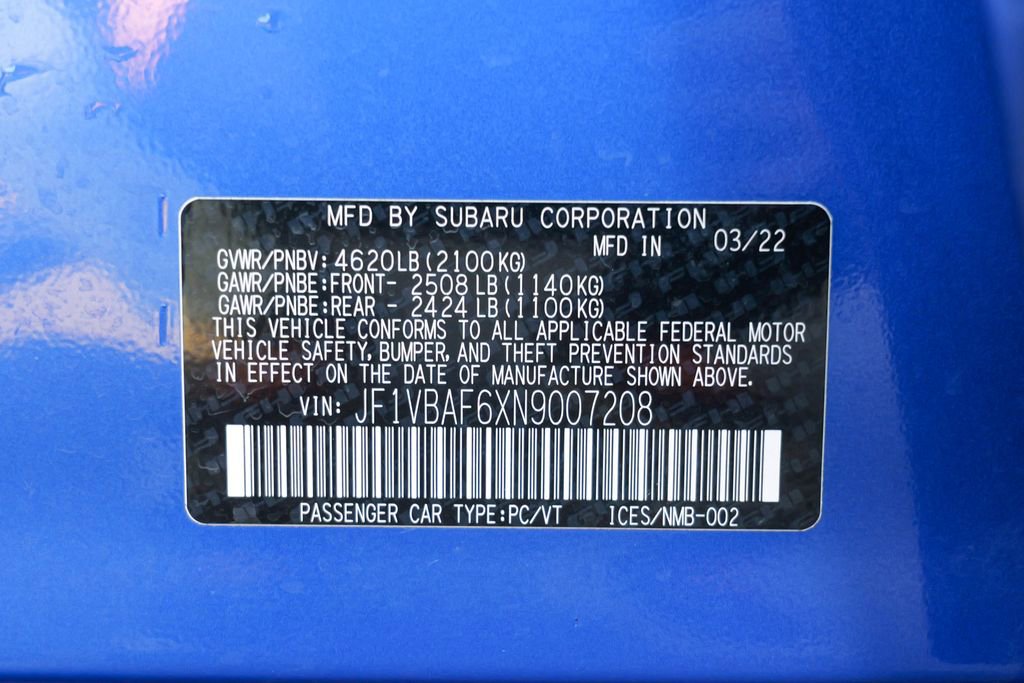 MFD BY SUBARU CORPORATION
MFD IN 03/22
GVWR/PNBV: 4620LB(2100KG)
GAWR/PNBE:FRONT- 2508 LB(1140KG)
GAWR/PNBE:REAR - 2424 LB(1100KG)
THIS VEHICLE CONFORMS TO ALL APPLICABLE FEDERAL MOTOR
VEHICLE SAFETY, BUMPER, AND THEFT PREVENTION STANDARDS
IN EFFECT ON THE DATE OF MANUFACTURE SHOWN ABOVE.
VIN: JF1VBAF6XN9007208
PASSENGER CAR TYPE:PC/VT ICES/NMB-002